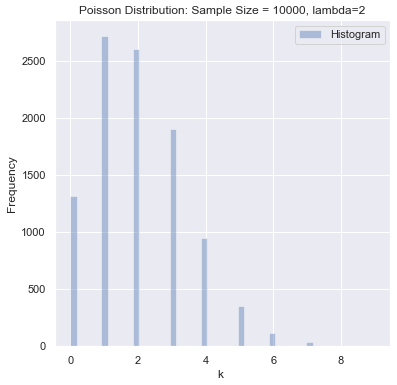 Poisson Distribution: Sample Size = 10000, lambda=2
Histogram
Frequency
2500
2000
1500
1000
500
0
0 2 4 6 8
k